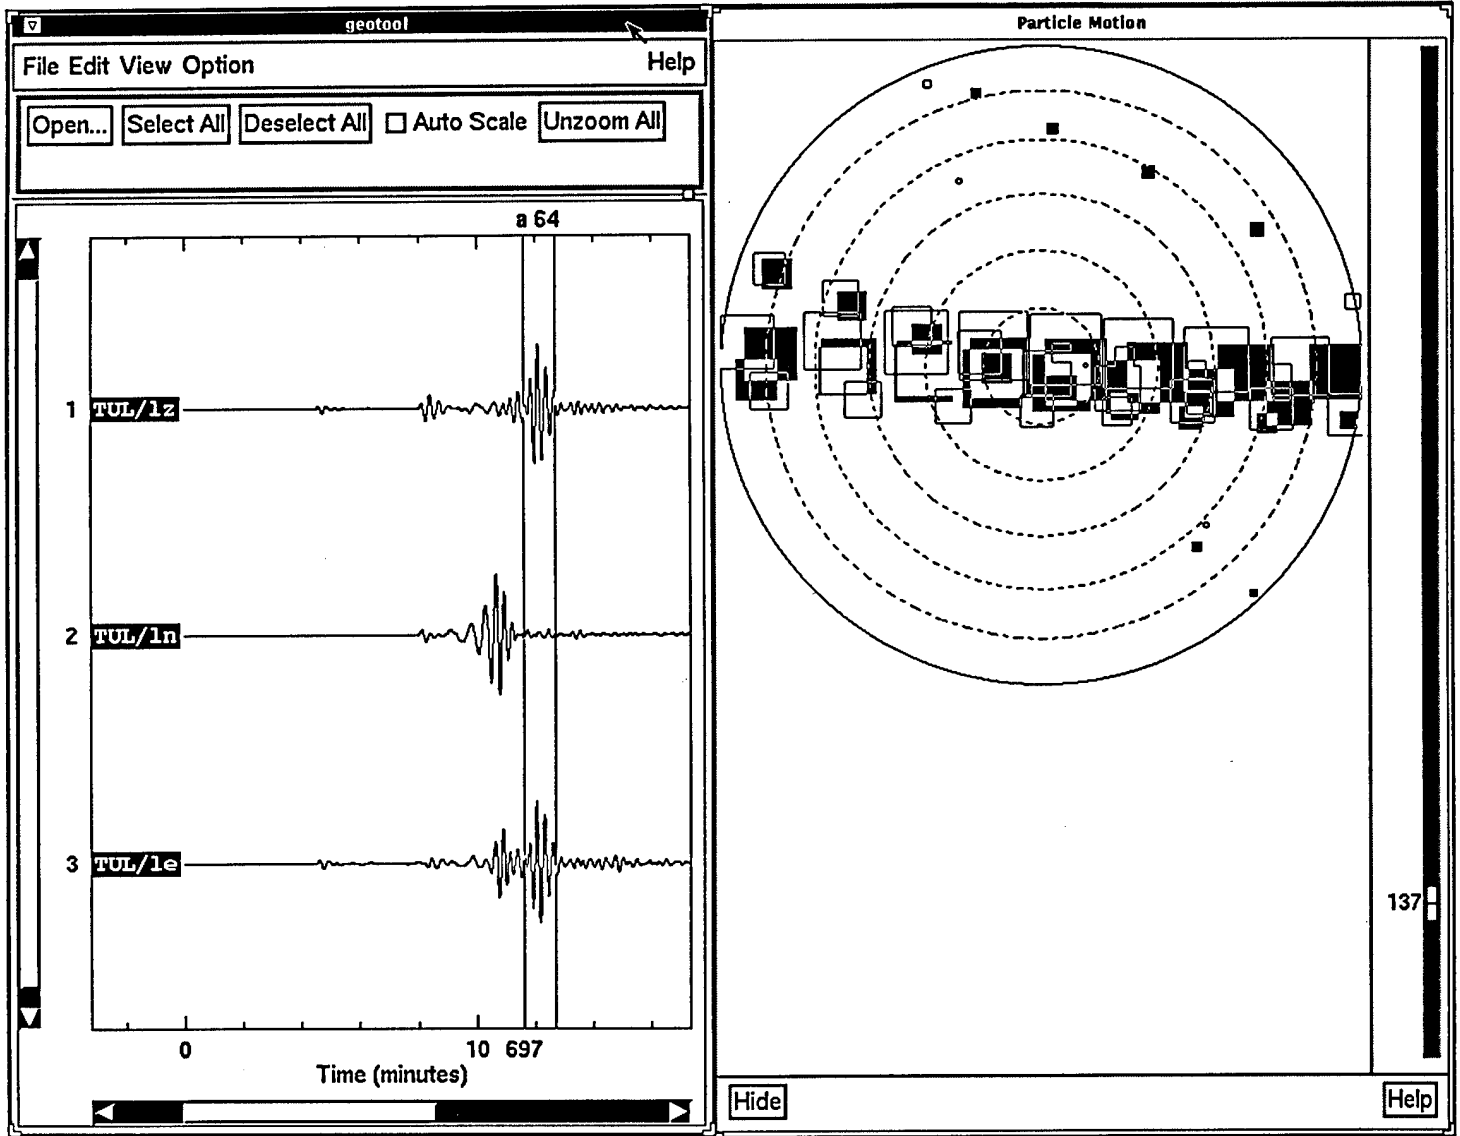 geotool
File Edit View Option Help
Open... Select All Deselect All Auto Scale Unzoom All
a 64
1 TUL/lz
2 TUL/ln
3 TUL/le
0 10 697
Time (minutes)
Particle Motion
137
Hide Help